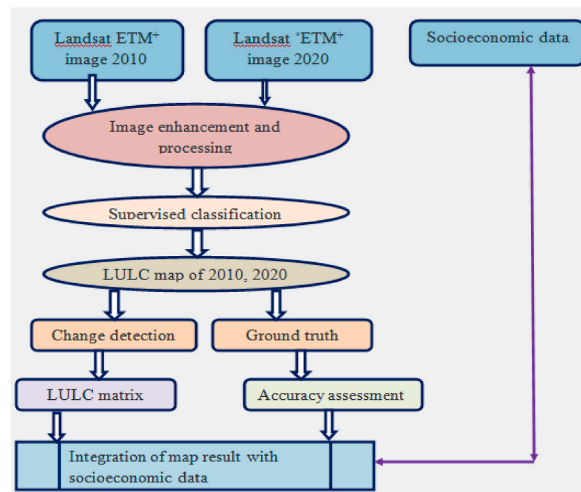 Landsat ETM+
image 2010
Landsat ‘ETM+
image 2020
Socioeconomic data
Image enhancement and
processing
Supervised classification
LULC map of 2010, 2020
Change detection
Ground truth
LULC matrix
Accuracy assessment
Integration of map result with
socioeconomic data